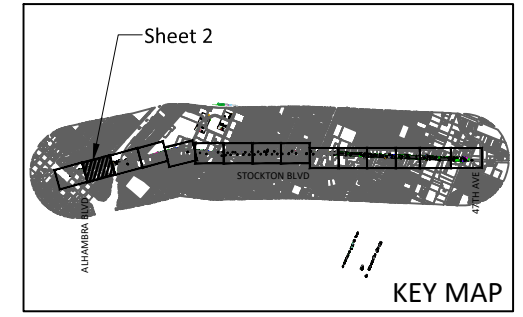 Sheet 2
STOCKTON BLVD
ALHAMBRA BLVD
47TH AVE
KEY MAP